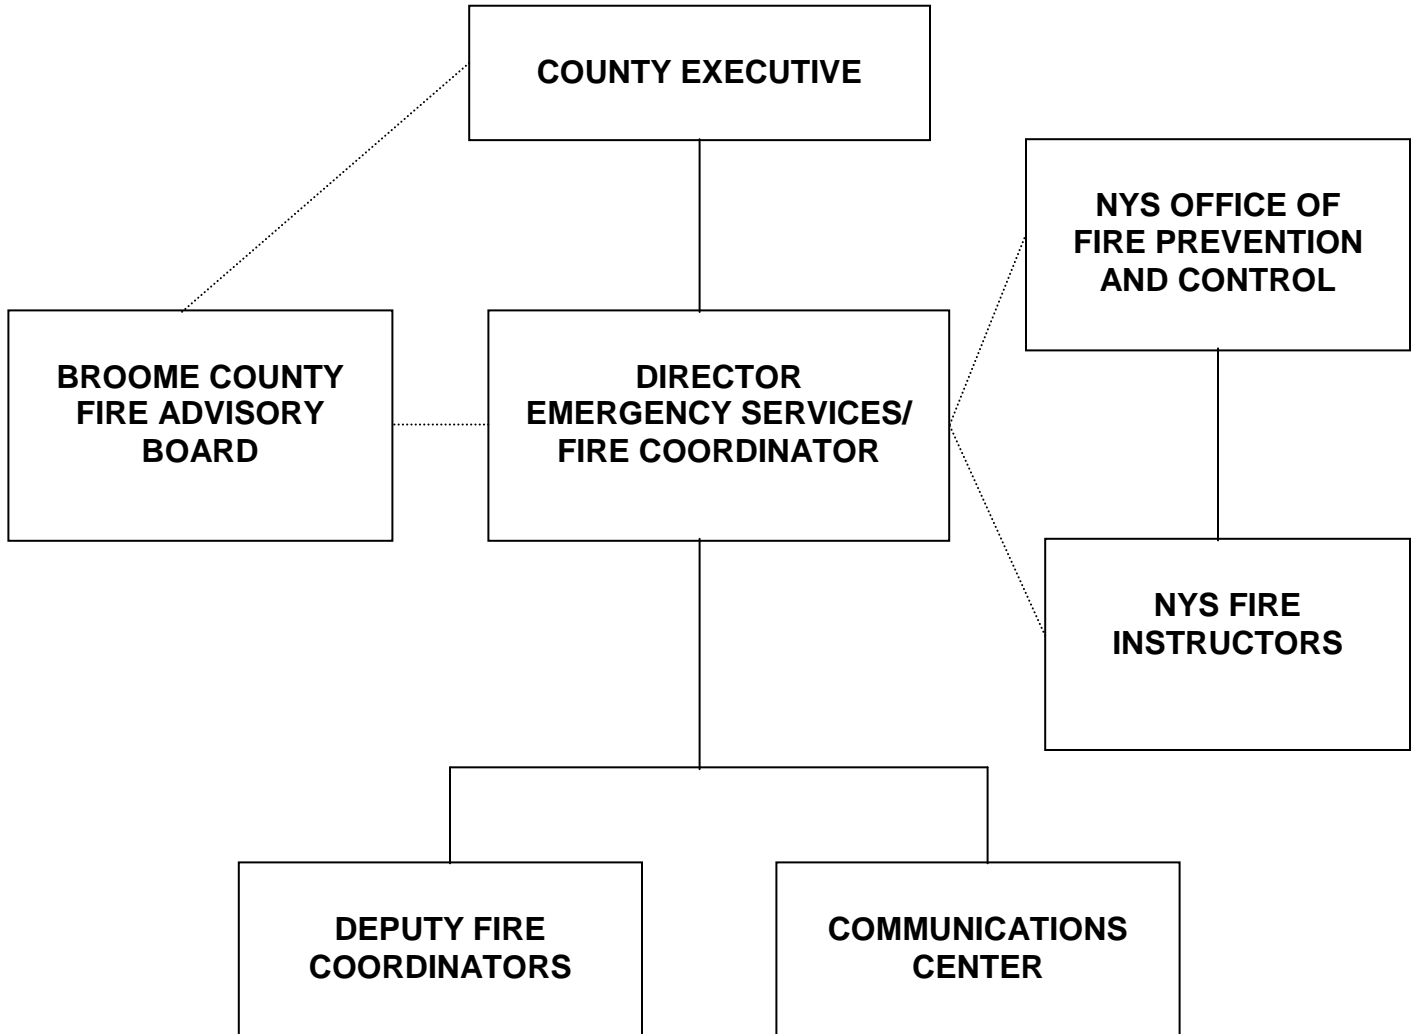 COUNTY EXECUTIVE
NYS OFFICE OF
FIRE PREVENTION
AND CONTROL
BROOME COUNTY
FIRE ADVISORY
BOARD
DIRECTOR
EMERGENCY SERVICES/
FIRE COORDINATOR
NYS FIRE
INSTRUCTORS
DEPUTY FIRE
COORDINATORS
COMMUNICATIONS
CENTER